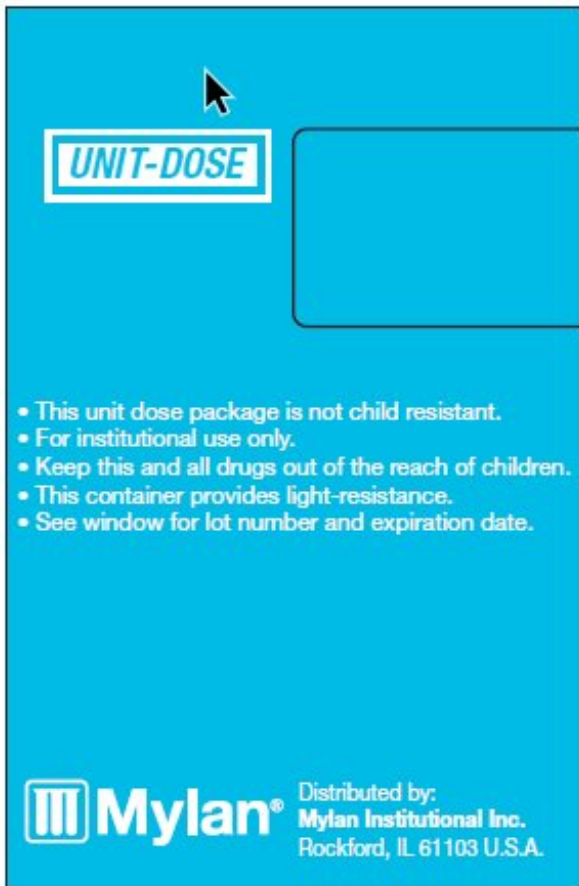 UNIT-DOSE
• This unit dose package is not child resistant.
• For institutional use only.
• Keep this and all drugs out of the reach of children.
• This container provides light-resistance.
• See window for lot number and expiration date.
Mylan®
Distributed by:
Mylan Institutional Inc.
Rockford, IL 61103 U.S.A.